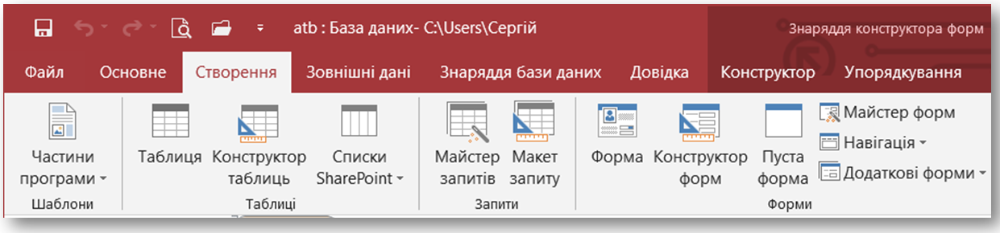 atb : База даних- C:\Users\Сергій
Знаряддя конструктора форм
Файл Основне Створення Зовнішні дані Знаряддя бази даних Довідка Конструктор Упорядкування
Частини програми
Таблиця
Конструктор таблиць
Списки SharePoint
Майстер запитів
Макет запиту
Форма
Конструктор форм
Пуста форма
Майстер форм
Навігація
Додаткові форми
Шаблони Таблиці Запити Форми